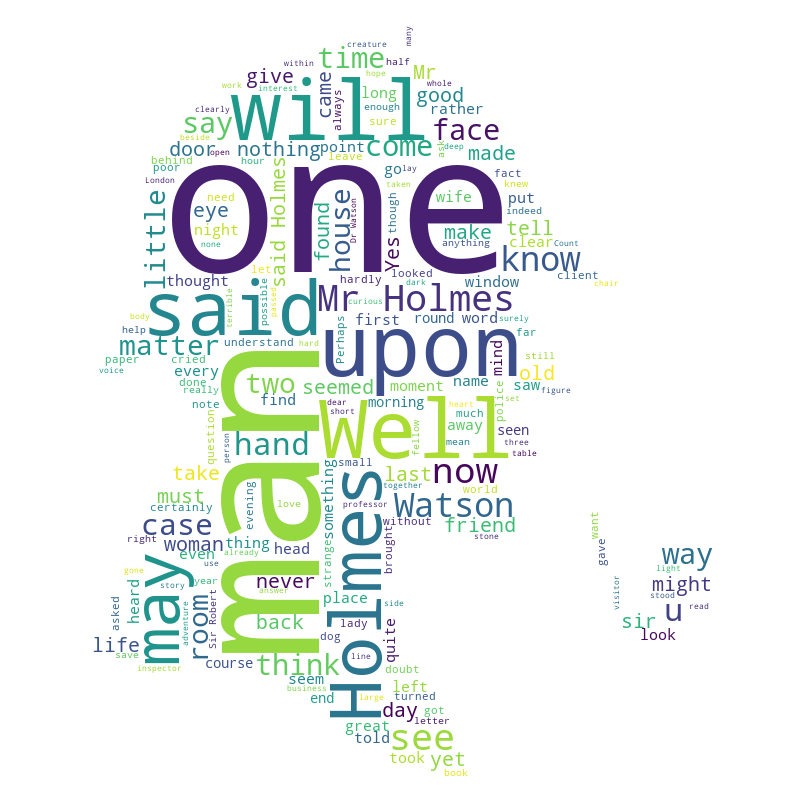 creature many
within half
time Mr
give came long good
work hope whole
interest
will
clearly always enough rather
say sure face
beside point come
door nothing ask deep made
open leave
behind poor hour go lay fact
London
one
need taken knew put
eye wife indeed
night said Holmes found house Dr Watson Yes though make tell
none anything clear Count
little let looked know
thought possible hardly window client
terrible passed dark chair
said Mr Holmes
body curious
help Perhaps first round word surely
matter understand hard upon far
paper cried mind still
voice every
done two seemed moment name saw old
really find police set figure
note dear morning much
question short heart three
man Well away seen
hand fellow mean table
person small last now
take together world
evening something
must love professor Watson
certainly without friend
case stone want
right thing head strange brought gave
woman already never light
even use place visitor way
gone Holmes side stood might
may room story year answer back u read
asked heard adventure Sir Robert lady sir
life dog quite look
save course think line doubt
inspector seem left
business large turned
end day got
great letter
told see
took yet
book